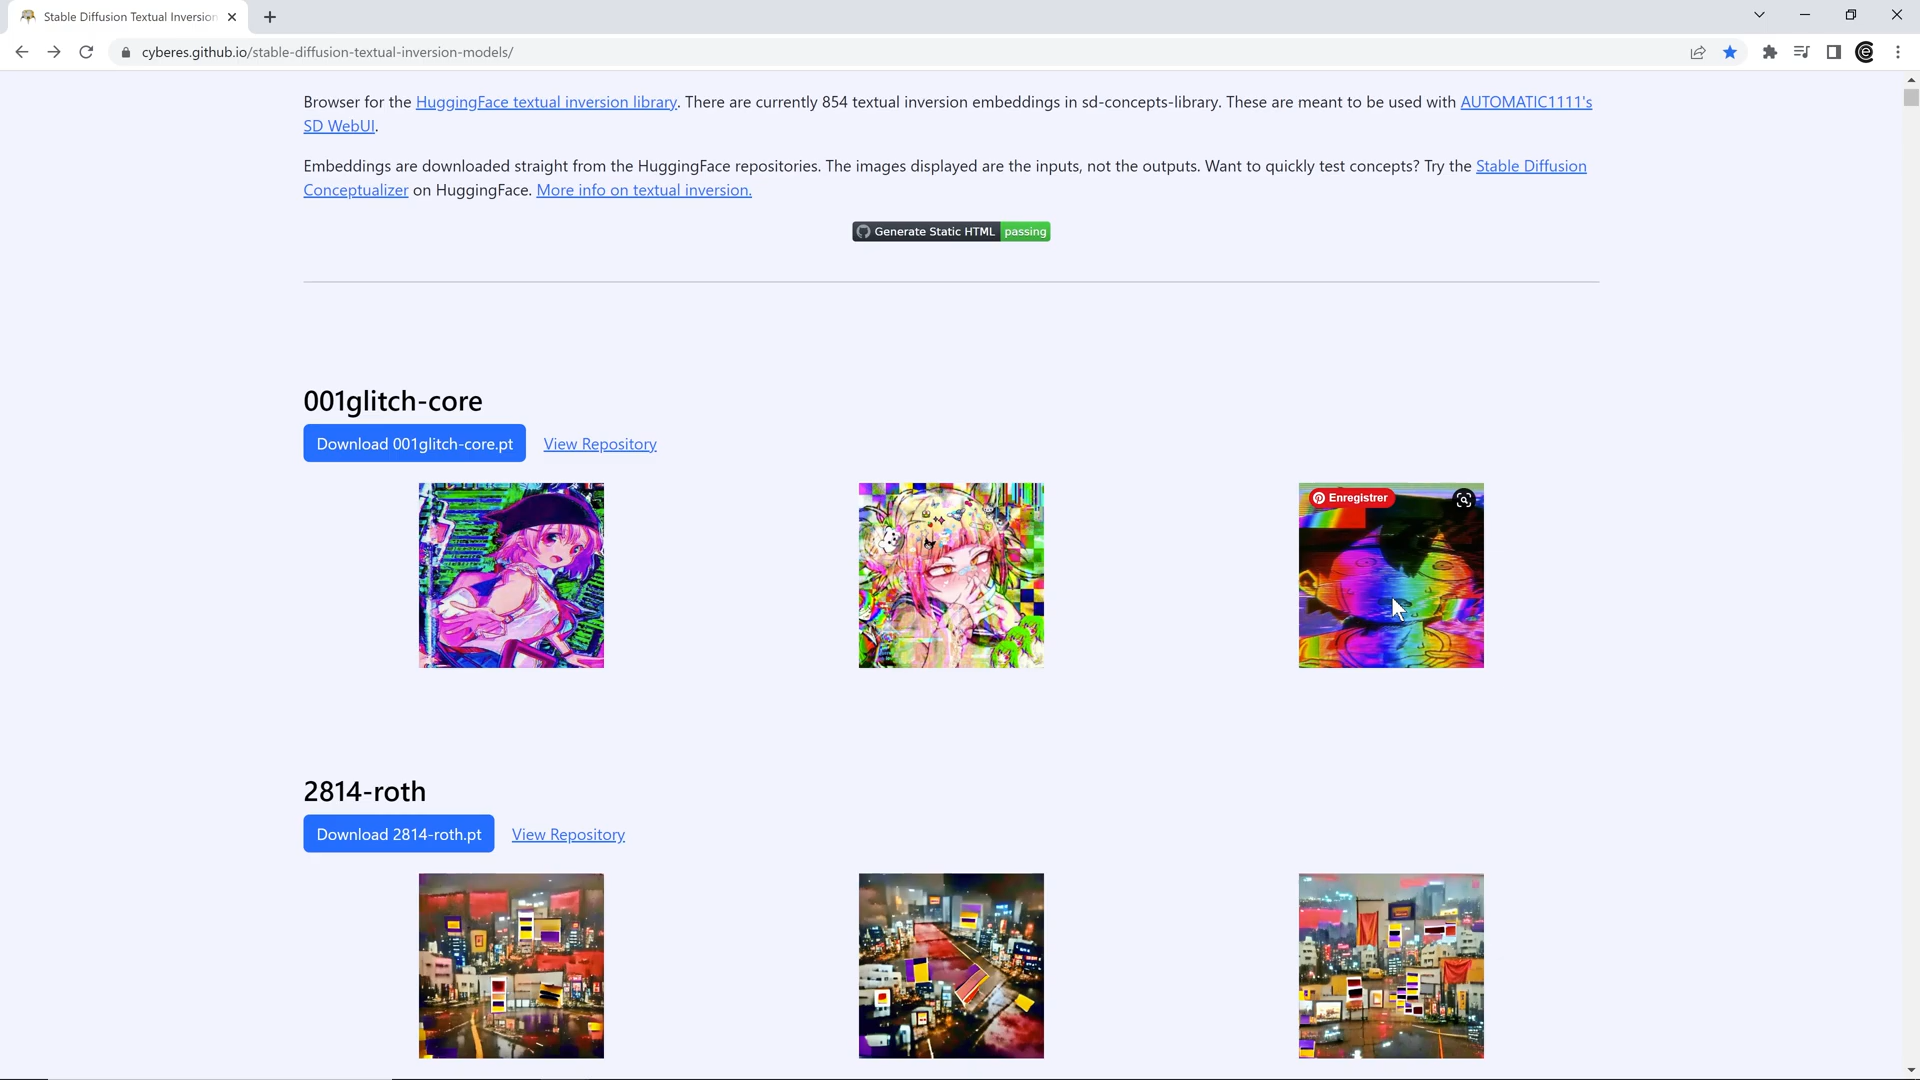 Stable Diffusion Textual Inversion
cyberes.github.io/stable-diffusion-textual-inversion-models/
Browser for the HuggingFace textual inversion library. There are currently 854 textual inversion embeddings in sd-concepts-library. These are meant to be used with AUTOMATIC1111's
SD WebUI.
Embeddings are downloaded straight from the HuggingFace repositories. The images displayed are the inputs, not the outputs. Want to quickly test concepts? Try the Stable Diffusion
Conceptualizer on HuggingFace. More info on textual inversion.
Generate Static HTML passing
001glitch-core
Download 001glitch-core.pt View Repository
Enregistrer
2814-roth
Download 2814-roth.pt View Repository